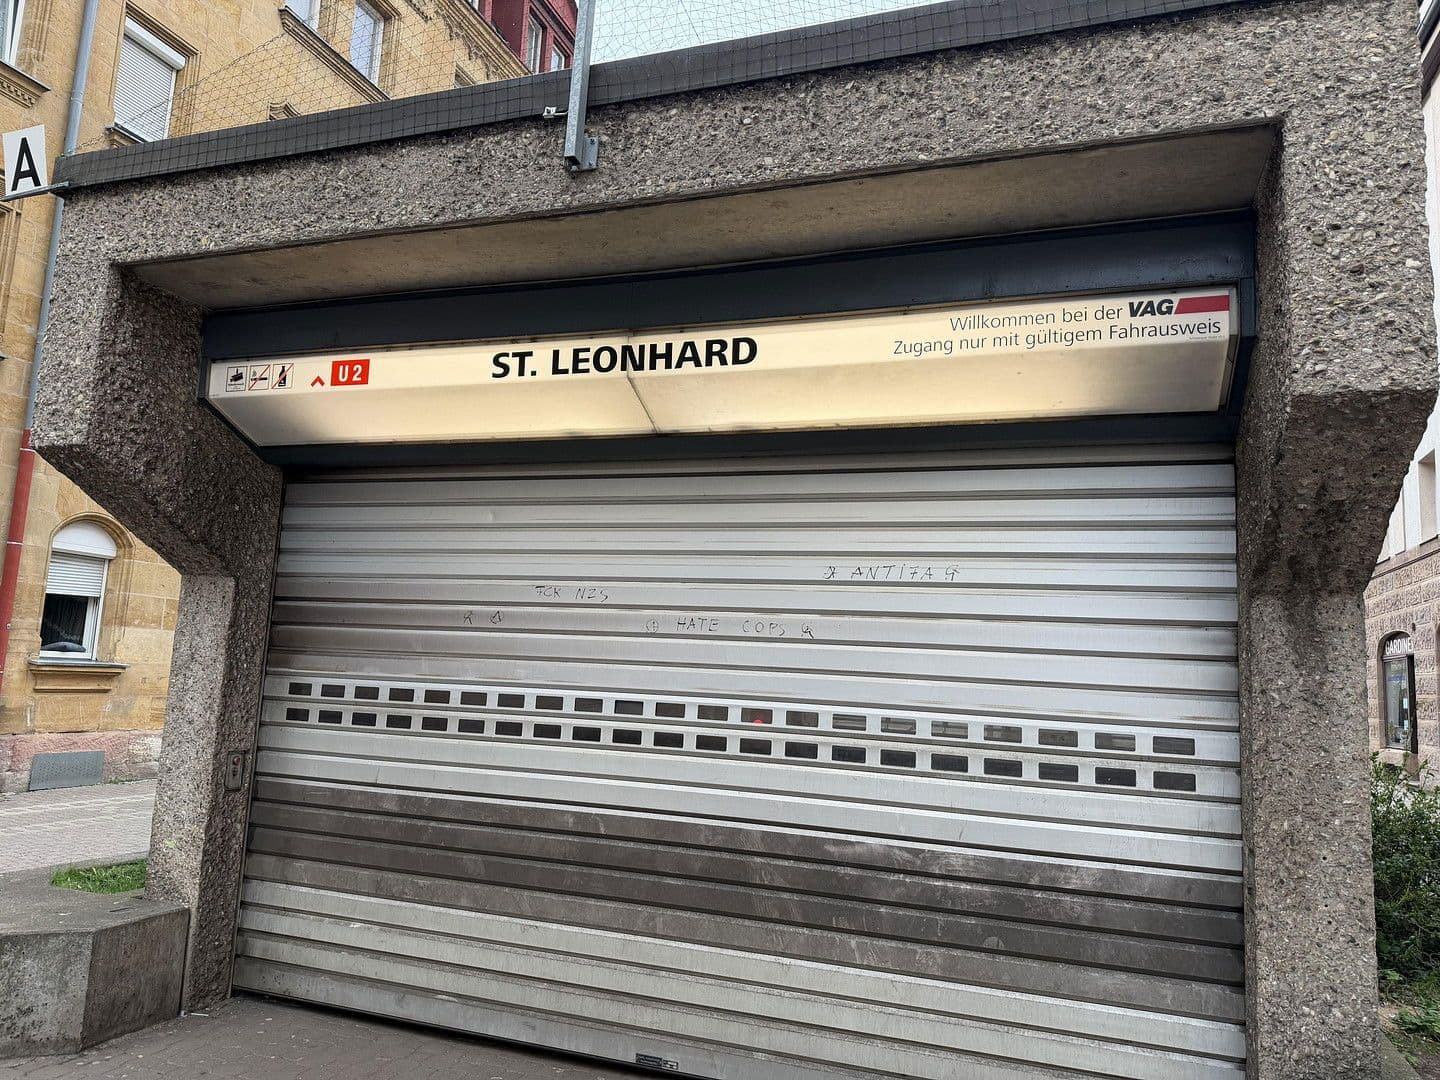 A
U2
ST. LEONHARD
Willkommen bei der VAG
Zugang nur mit gültigem Fahrausweis
ANTIFA
FCK NZS
HATE COPS
GARDINE